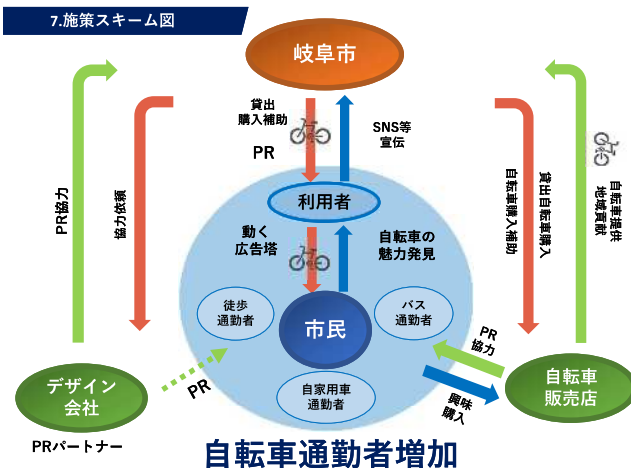 7.施策スキーム図
岐阜市
貸出
購入補助
PR
SNS等
宣伝
利用者
動く
広告塔
自転車の
魅力発見
徒歩
通勤者
市民
バス
通勤者
自家用車
通勤者
PR協力
協力依頼
自転車購入補助
貸出自転車購入
地域貢献
自転車提供
デザイン
会社
PRパートナー
PR
PR
協力
興味
購入
自転車
販売店
自転車通勤者増加